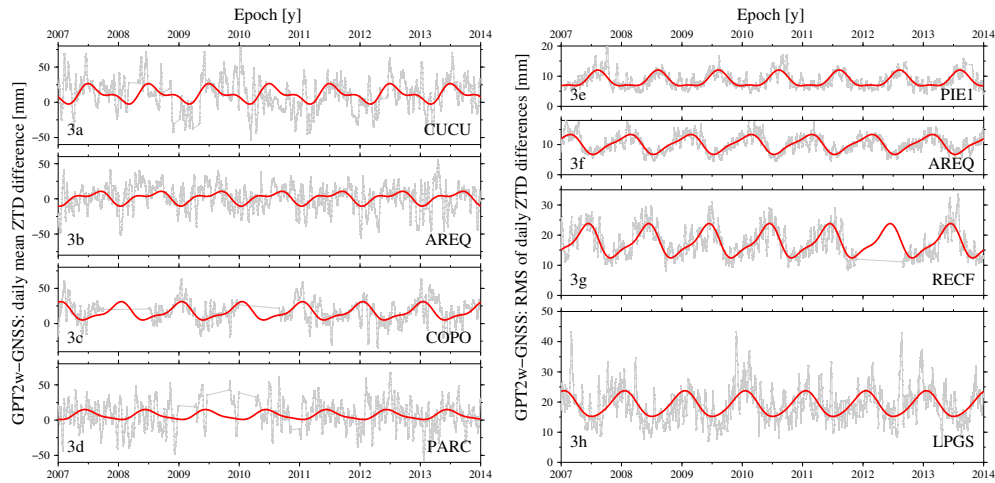 Epoch [y]
2007 2008 2009 2010 2011 2012 2013 2014
GPT2w−GNSS: daily mean ZTD difference [mm]
50
0
−50
3a CUCU
50
0
−50
3b AREQ
50
0
3c COPO
50
0
−50
3d PARC
2007 2008 2009 2010 2011 2012 2013 2014
Epoch [y]
2007 2008 2009 2010 2011 2012 2013 2014
GPT2w−GNSS: RMS of daily ZTD differences [mm]
20
10
0
3e PIE1
10
0
3f AREQ
30
20
10
0
3g RECF
50
40
30
20
10
0
3h LPGS
2007 2008 2009 2010 2011 2012 2013 2014